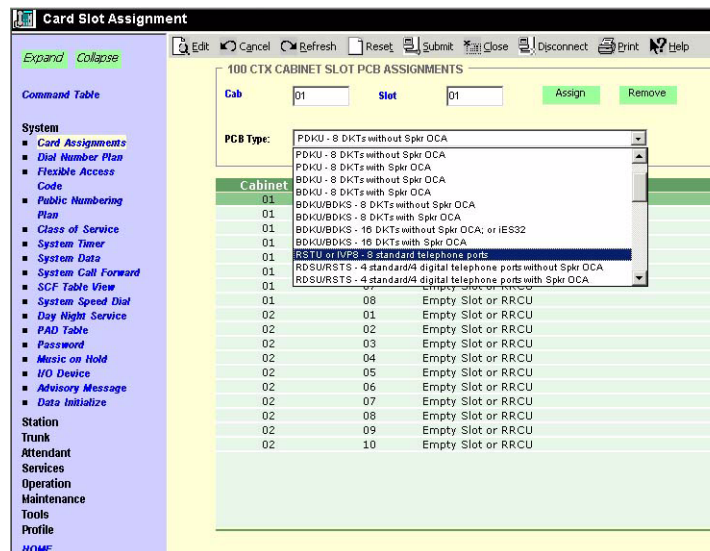 Card Slot Assignment
Edit Cancel Refresh Reset Submit Close Disconnect Print Help
Expand Collapse
Command Table
System
Card Assignments
Dial Number Plan
Flexible Access
Code
Public Numbering
Plan
Class of Service
System Timer
System Data
System Call Forward
SCF Table View
System Speed Dial
Day Night Service
PAD Table
Password
Music on Hold
I/O Device
Advisory Message
Data Initialize
Station
Trunk
Attendant
Services
Operation
Maintenance
Tools
Profile
HOME
100 CTX CABINET SLOT PCB ASSIGNMENTS
Cab 01 Slot 01 Assign Remove
PCB Type: PDKU - 8 DKTs without Spkr OCA
PDKU - 8 DKTs without Spkr OCA
PDKU - 8 DKTs with Spkr OCA
BDKU - 8 DKTs without Spkr OCA
BDKU - 8 DKTs with Spkr OCA
BDKU/BDKS - 8 DKTs without Spkr OCA
BDKU/BDKS - 8 DKTs with Spkr OCA
BDKU/BDKS - 16 DKTs without Spkr OCA; or iES32
BDKU/BDKS - 16 DKTs with Spkr OCA
RSTU or IVP8 - 8 standard telephone ports
RDSU/RSTS - 4 standard/4 digital telephone ports without Spkr OCA
RDSU/RSTS - 4 standard/4 digital telephone ports with Spkr OCA
Cabinet
01
01
01
01
01
01
01 07 Empty Slot or RRCU
01 08 Empty Slot or RRCU
02 01 Empty Slot or RRCU
02 02 Empty Slot or RRCU
02 03 Empty Slot or RRCU
02 04 Empty Slot or RRCU
02 05 Empty Slot or RRCU
02 06 Empty Slot or RRCU
02 07 Empty Slot or RRCU
02 08 Empty Slot or RRCU
02 09 Empty Slot or RRCU
02 10 Empty Slot or RRCU